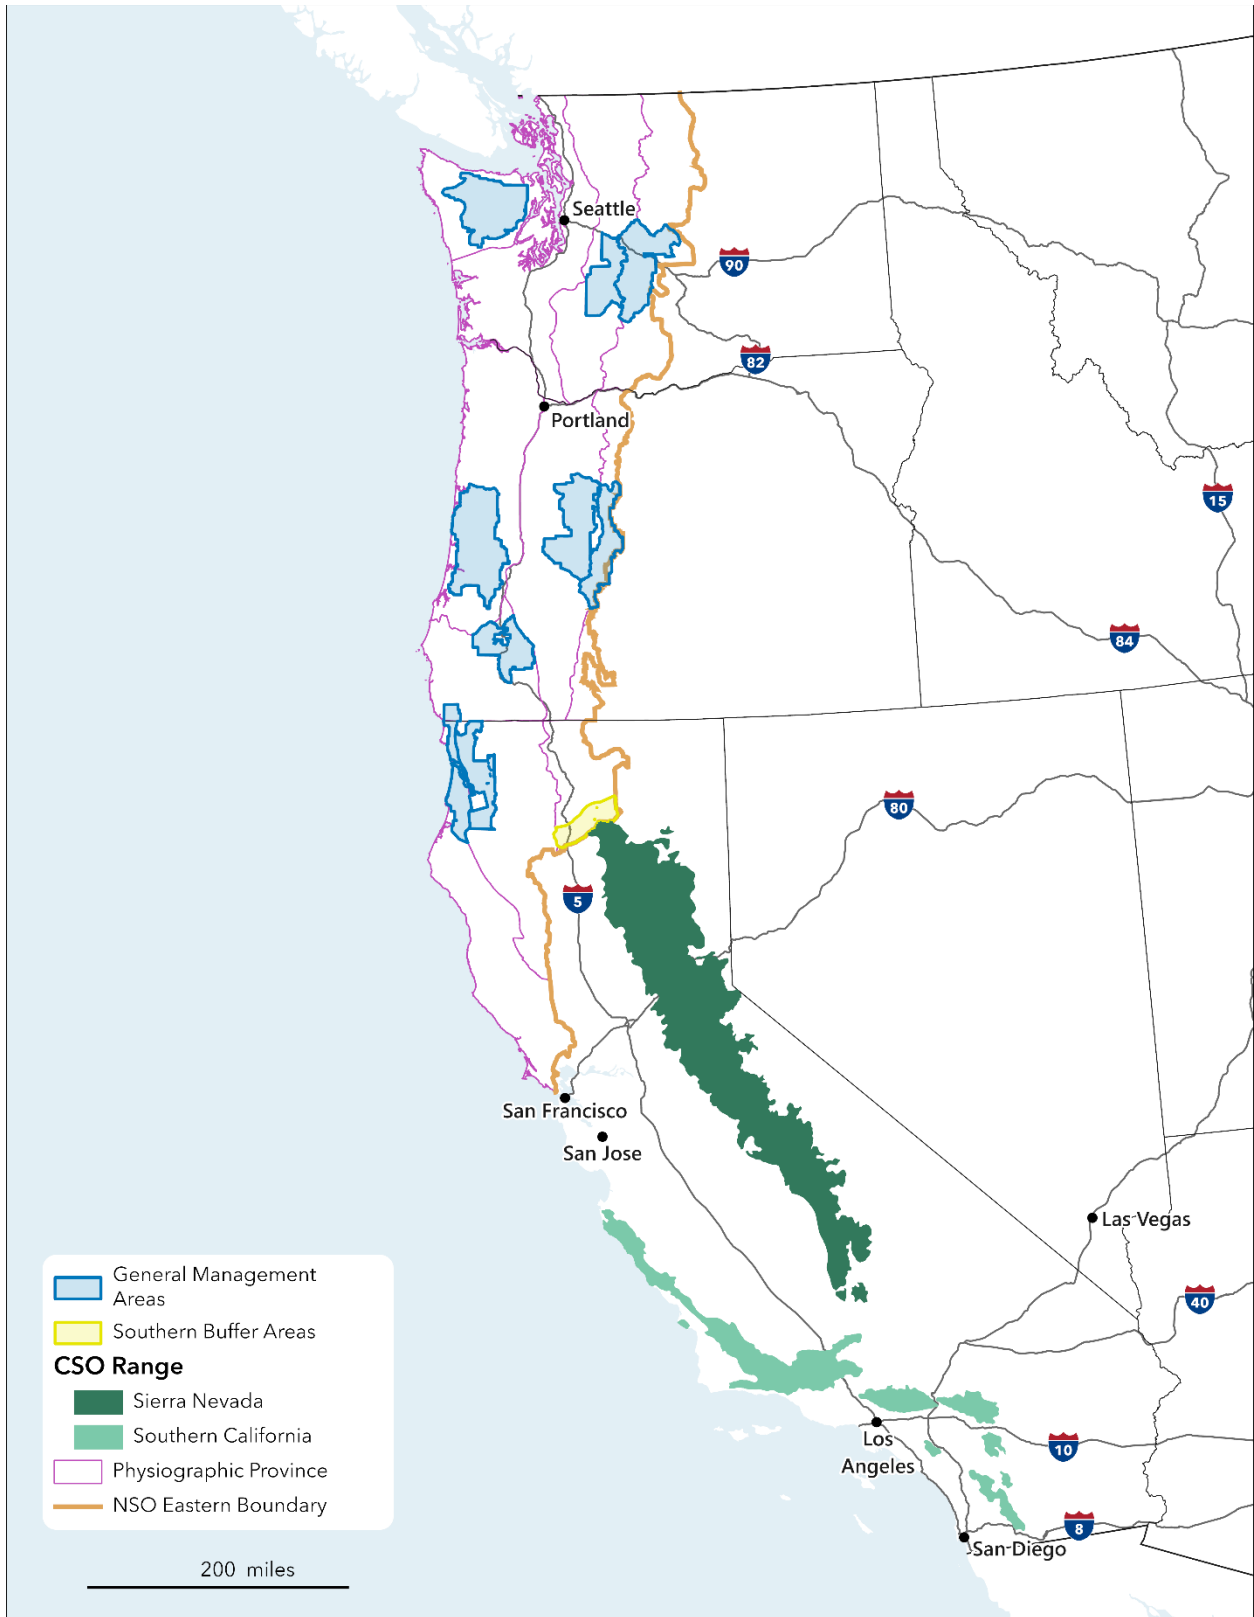 Seattle
90
82
Portland
15
84
80
5
San Francisco
San Jose
Las Vegas
40
General Management
Areas
Southern Buffer Areas
CSO Range
Sierra Nevada
Southern California
Physiographic Province
NSO Eastern Boundary
Los
Angeles
10
8
San Diego
200 miles